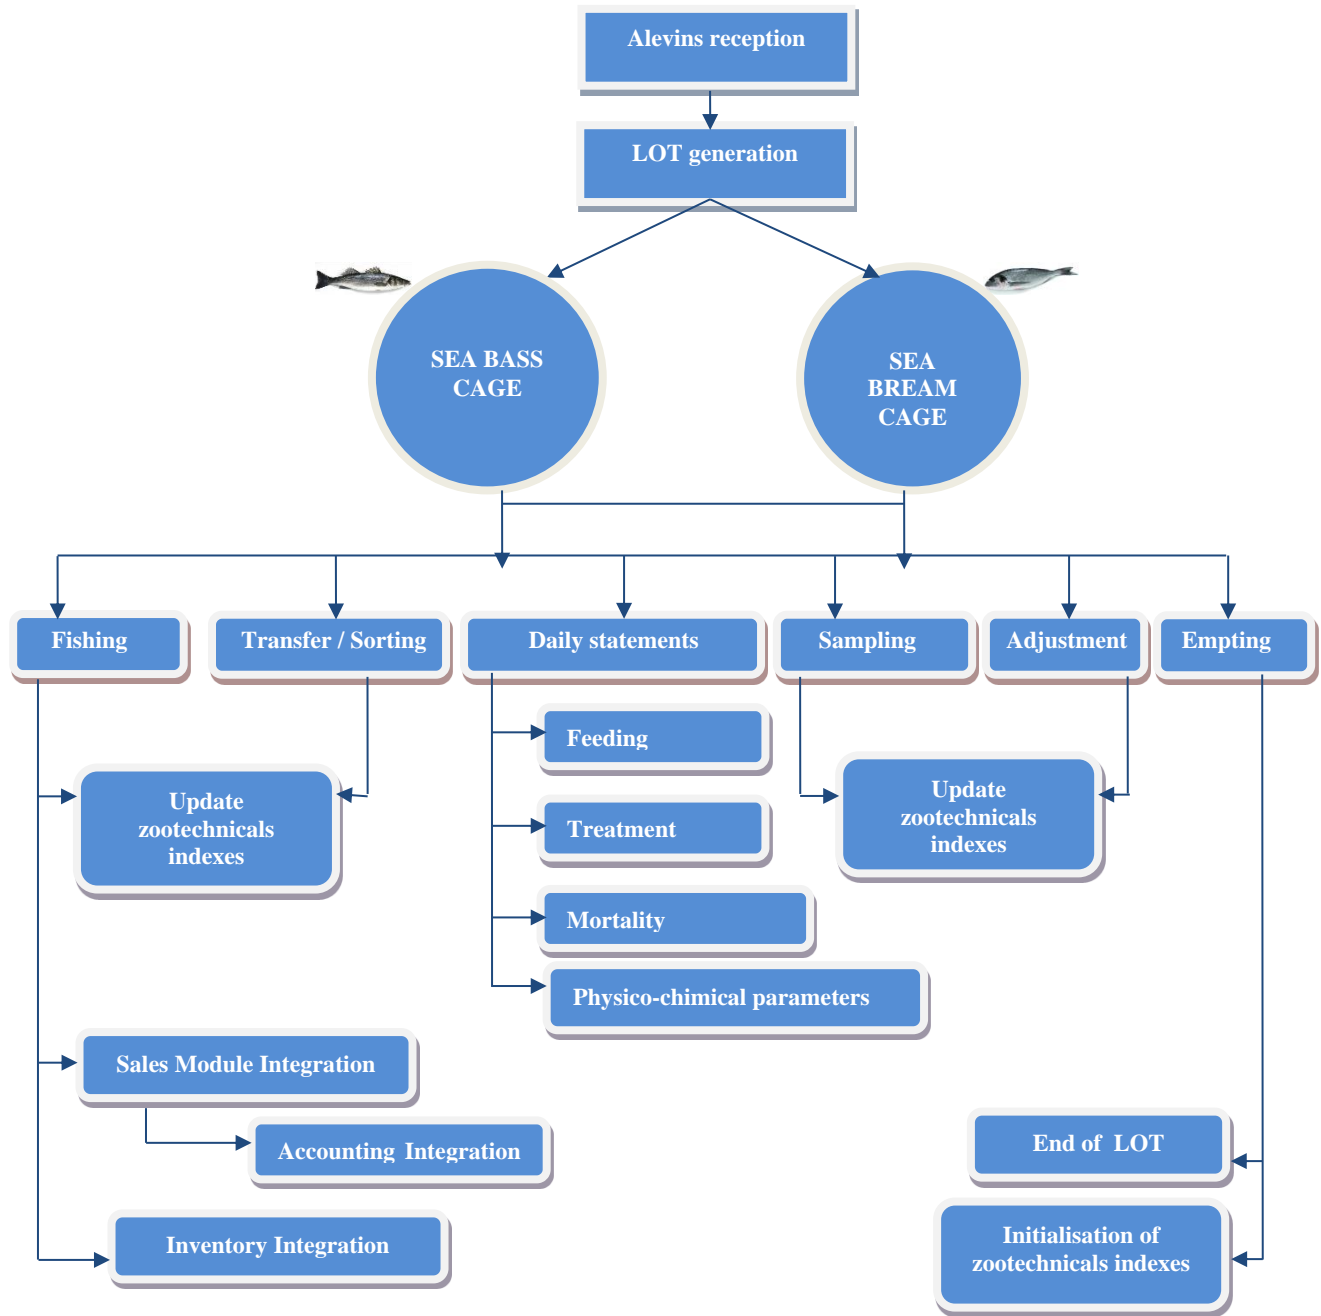 Alevins reception
LOT generation
SEA BASS
CAGE
SEA
BREAM
CAGE
Fishing
Transfer / Sorting
Daily statements
Sampling
Adjustment
Empting
Feeding
Treatment
Mortality
Physico-chimical parameters
Update
zootechnicals
indexes
Update
zootechnicals
indexes
Sales Module Integration
Accounting Integration
Inventory Integration
End of LOT
Initialisation of
zootechnicals indexes